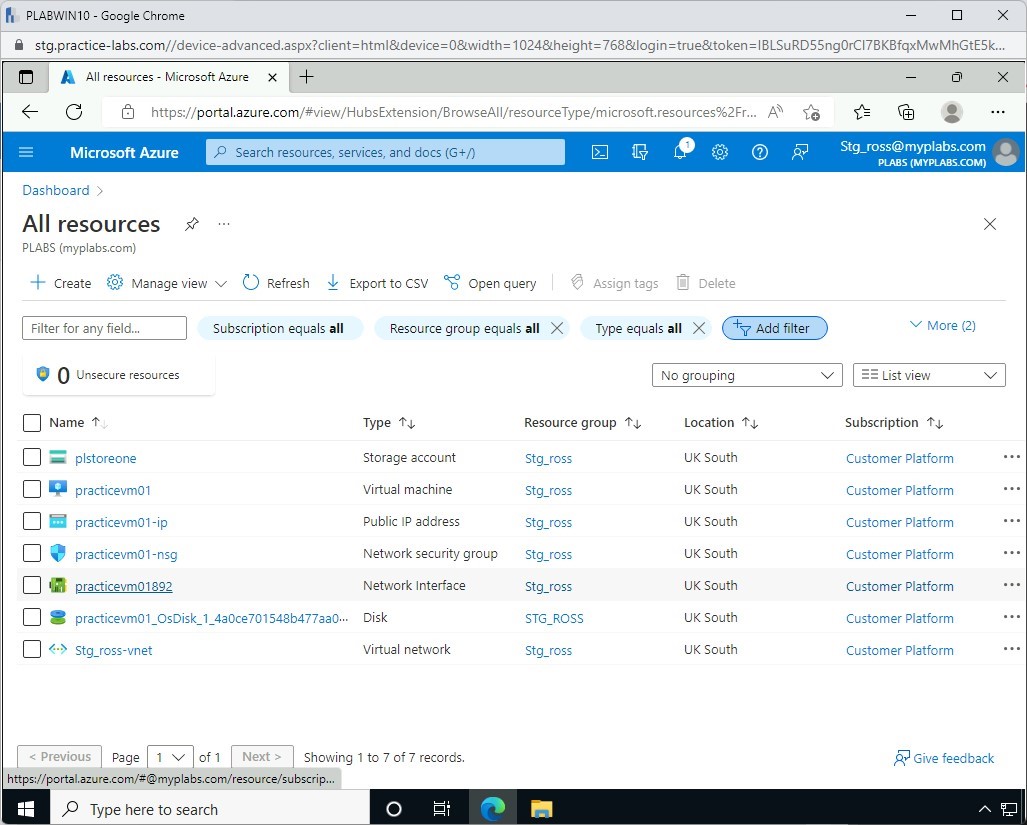 PLABWIN10 - Google Chrome
stg.practice-labs.com//device-advanced.aspx?client=html&device=0&width=1024&height=768&login=true&token=IBLSuRD55ng0rCI7BKBfqxMwMhGtE5k...
All resources - Microsoft Azure
https://portal.azure.com/#view/HubsExtension/BrowseAll/resourceType/microsoft.resources%2Fr...
Microsoft Azure
Search resources, services, and docs (G+/)
1
Stg_ross@myplabs.com
PLABS (MYPLABS.COM)
Dashboard >
All resources
PLABS (myplabs.com)
Create Manage view Refresh Export to CSV Open query Assign tags Delete
Filter for any field... Subscription equals all Resource group equals all Type equals all Add filter More (2)
0 Unsecure resources
No grouping List view
Name Type Resource group Location Subscription
plstoreone Storage account Stg_ross UK South Customer Platform
practicevm01 Virtual machine Stg_ross UK South Customer Platform
practicevm01-ip Public IP address Stg_ross UK South Customer Platform
practicevm01-nsg Network security group Stg_ross UK South Customer Platform
practicevm01892 Network Interface Stg_ross UK South Customer Platform
practicevm01_OsDisk_1_4a0ce701548b477aa0... Disk STG_ROSS UK South Customer Platform
Stg_ross-vnet Virtual network Stg_ross UK South Customer Platform
< Previous Page 1 of 1 Next > Showing 1 to 7 of 7 records. Give feedback
https://portal.azure.com/#@myplabs.com/resource/subscrip...
Type here to search